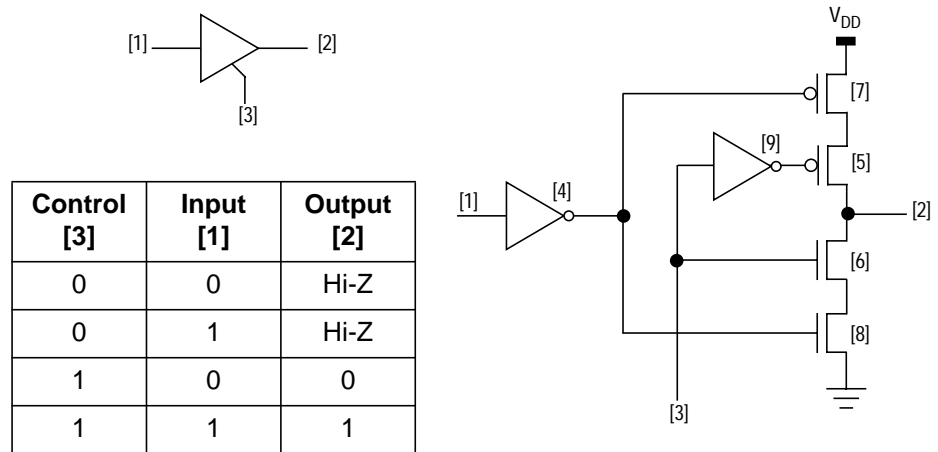 [1]
[2]
[3]
Control [3]
Input [1]
Output [2]
0 0 Hi-Z
0 1 Hi-Z
1 0 0
1 1 1
VDD
[7]
[9]
[5]
[1]
[4]
[2]
[6]
[8]
[3]